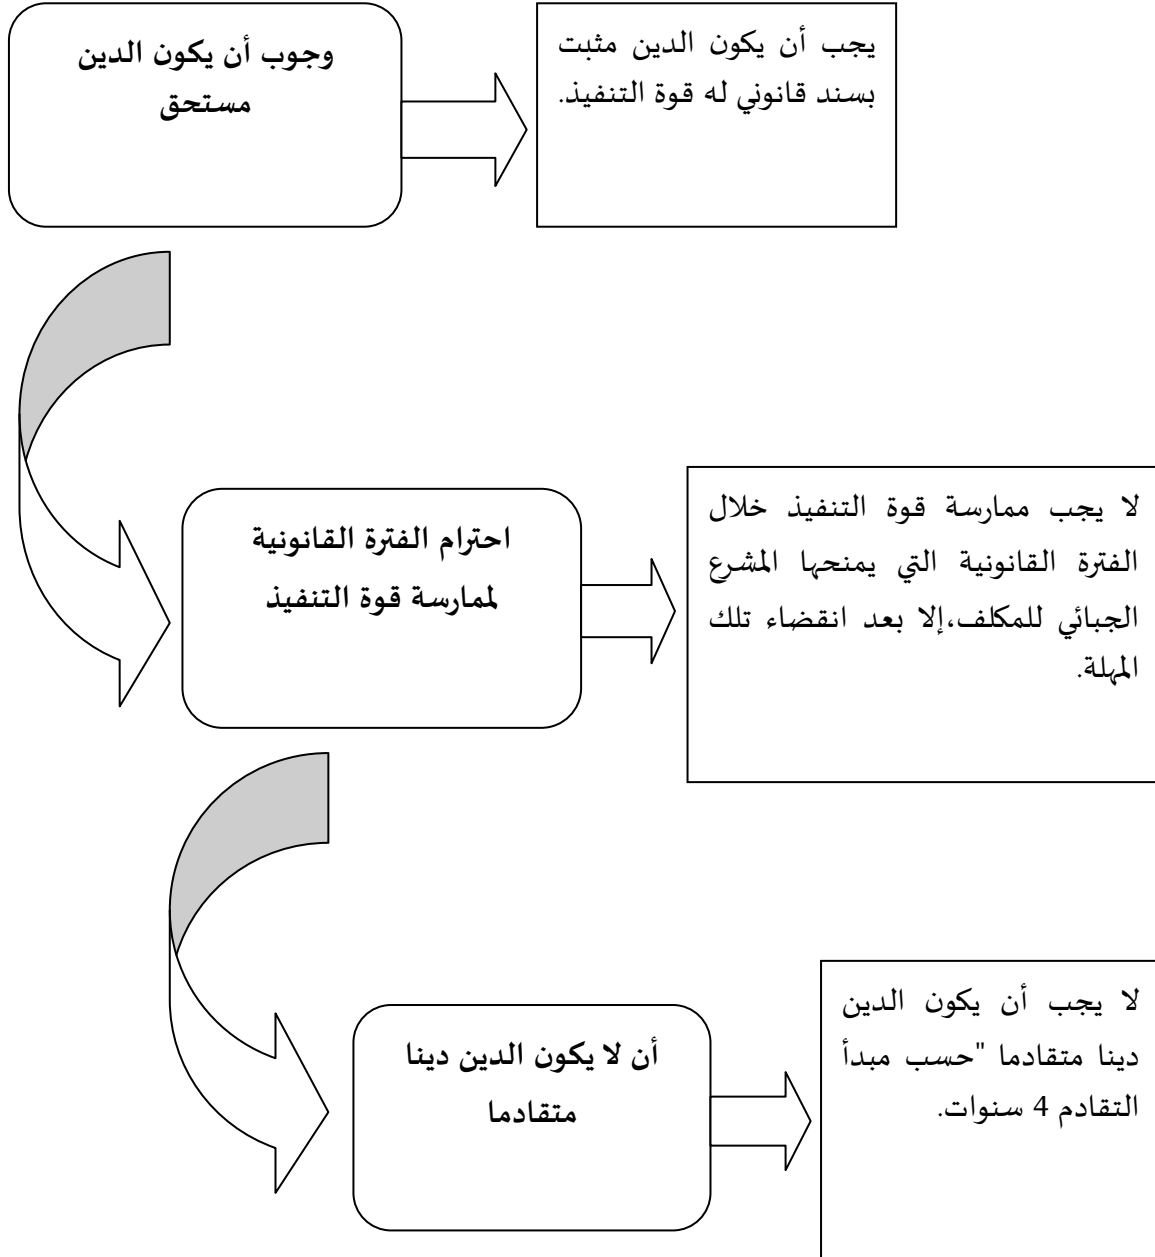 وجوب أن يكون الدين
مستحق
يجب أن يكون الدين مثبت
بسند قانوني له قوة التنفيذ.
احترام الفترة القانونية
لممارسة قوة التنفيذ
لا يجب ممارسة قوة التنفيذ خلال
الفترة القانونية التي يمنحها المشرع
الجبائي للمكلف،إلا بعد انقضاء تلك
المهلة.
أن لا يكون الدين دينا
متقادما
لا يجب أن يكون الدين
دينا متقادما "حسب مبدأ
التقادم 4 سنوات.